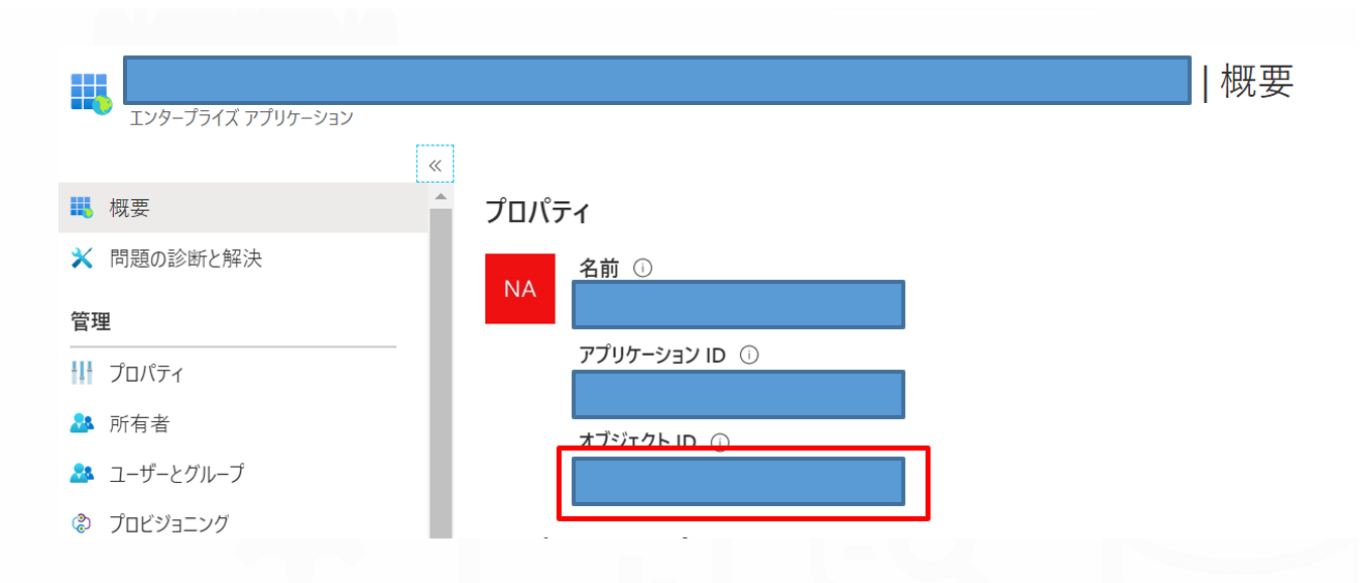 | 概要
エンタープライズ アプリケーション
«
概要
問題の診断と解決
管理
プロパティ
所有者
ユーザーとグループ
プロビジョニング
プロパティ
NA
名前
アプリケーション ID
オブジェクト ID